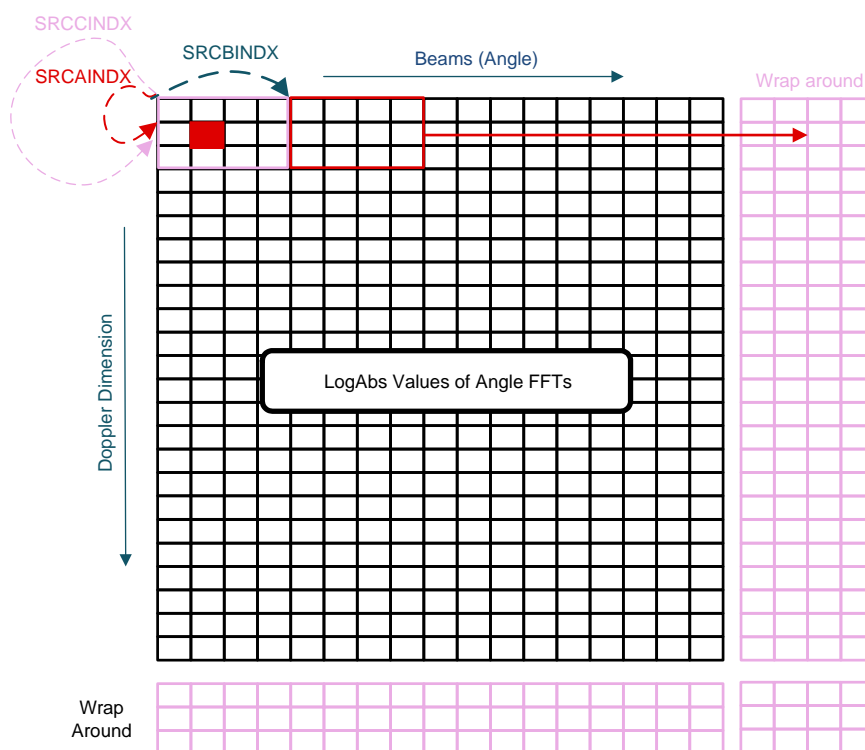 SRCCINDX
SRCBINDX
Beams (Angle)
SRCAINDX
Wrap around
Doppler Dimension
LogAbs Values of Angle FFTs
Wrap
Around